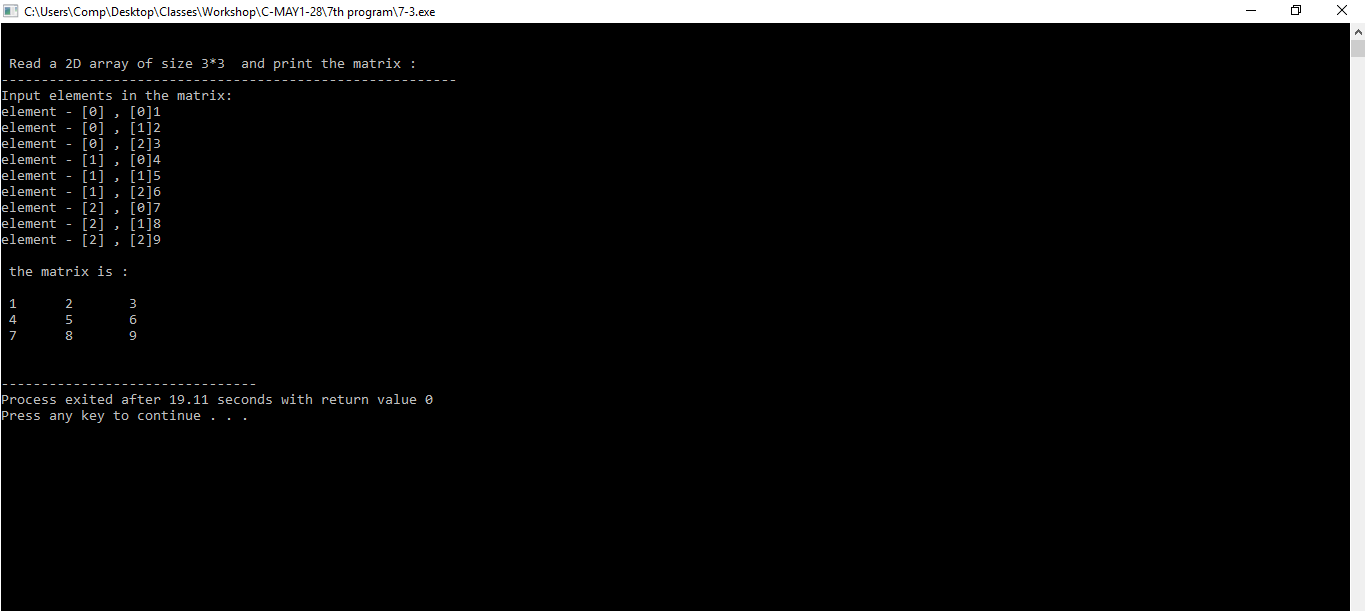 C:\Users\Comp\Desktop\Classes\Workshop\C-MAY1-28\7th program\7-3.exe
Read a 2D array of size 3*3  and print the matrix :
---------------------------------------------------------
Input elements in the matrix:
element - [0] , [0]1
element - [0] , [1]2
element - [0] , [2]3
element - [1] , [0]4
element - [1] , [1]5
element - [1] , [2]6
element - [2] , [0]7
element - [2] , [1]8
element - [2] , [2]9
the matrix is :
1      2       3
4      5       6
7      8       9
--------------------------------
Process exited after 19.11 seconds with return value 0
Press any key to continue . . .